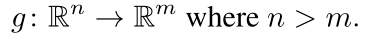 g: ℝⁿ → ℝᵐ where n > m.